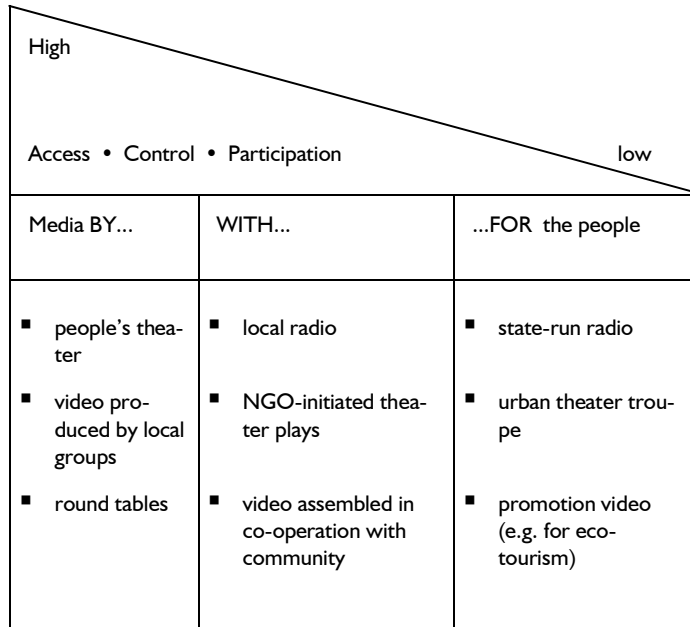 High
Access • Control • Participation low
Media BY...
WITH...
...FOR the people
▪ people’s thea-
ter
▪ video pro-
duced by local
groups
▪ round tables
▪ local radio
▪ NGO-initiated thea-
ter plays
▪ video assembled in
co-operation with
community
▪ state-run radio
▪ urban theater trou-
pe
▪ promotion video
(e.g. for eco-
tourism)